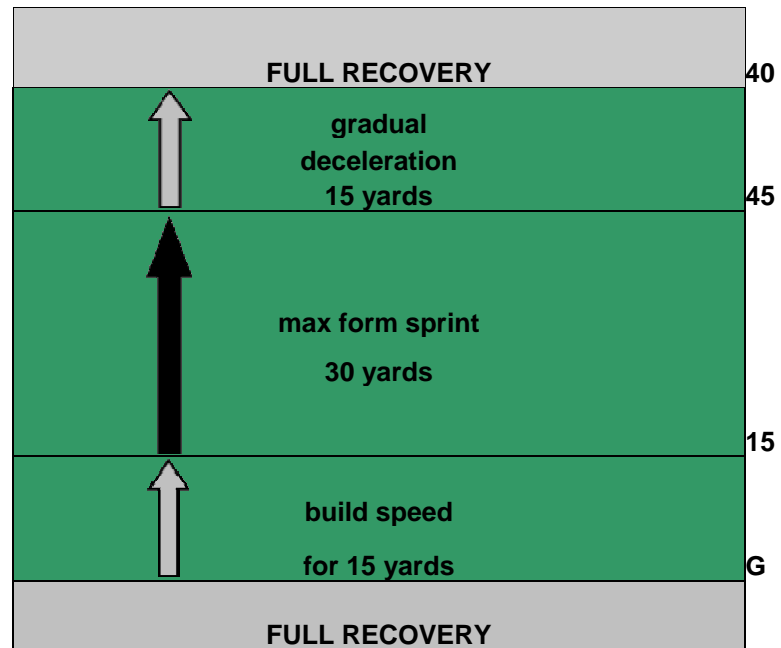 FULL RECOVERY 40
gradual
deceleration
15 yards 45
max form sprint
30 yards
15
build speed
for 15 yards G
FULL RECOVERY